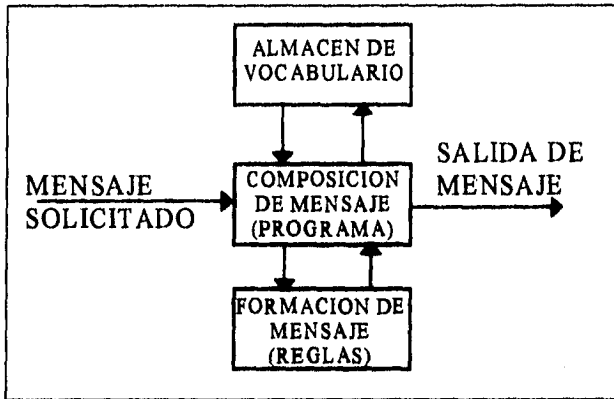 ALMACEN DE
VOCABULARIO
MENSAJE
SOLICITADO
COMPOSICION
DE MENSAJE
(PROGRAMA)
SALIDA DE
MENSAJE
FORMACION DE
MENSAJE
(REGLAS)